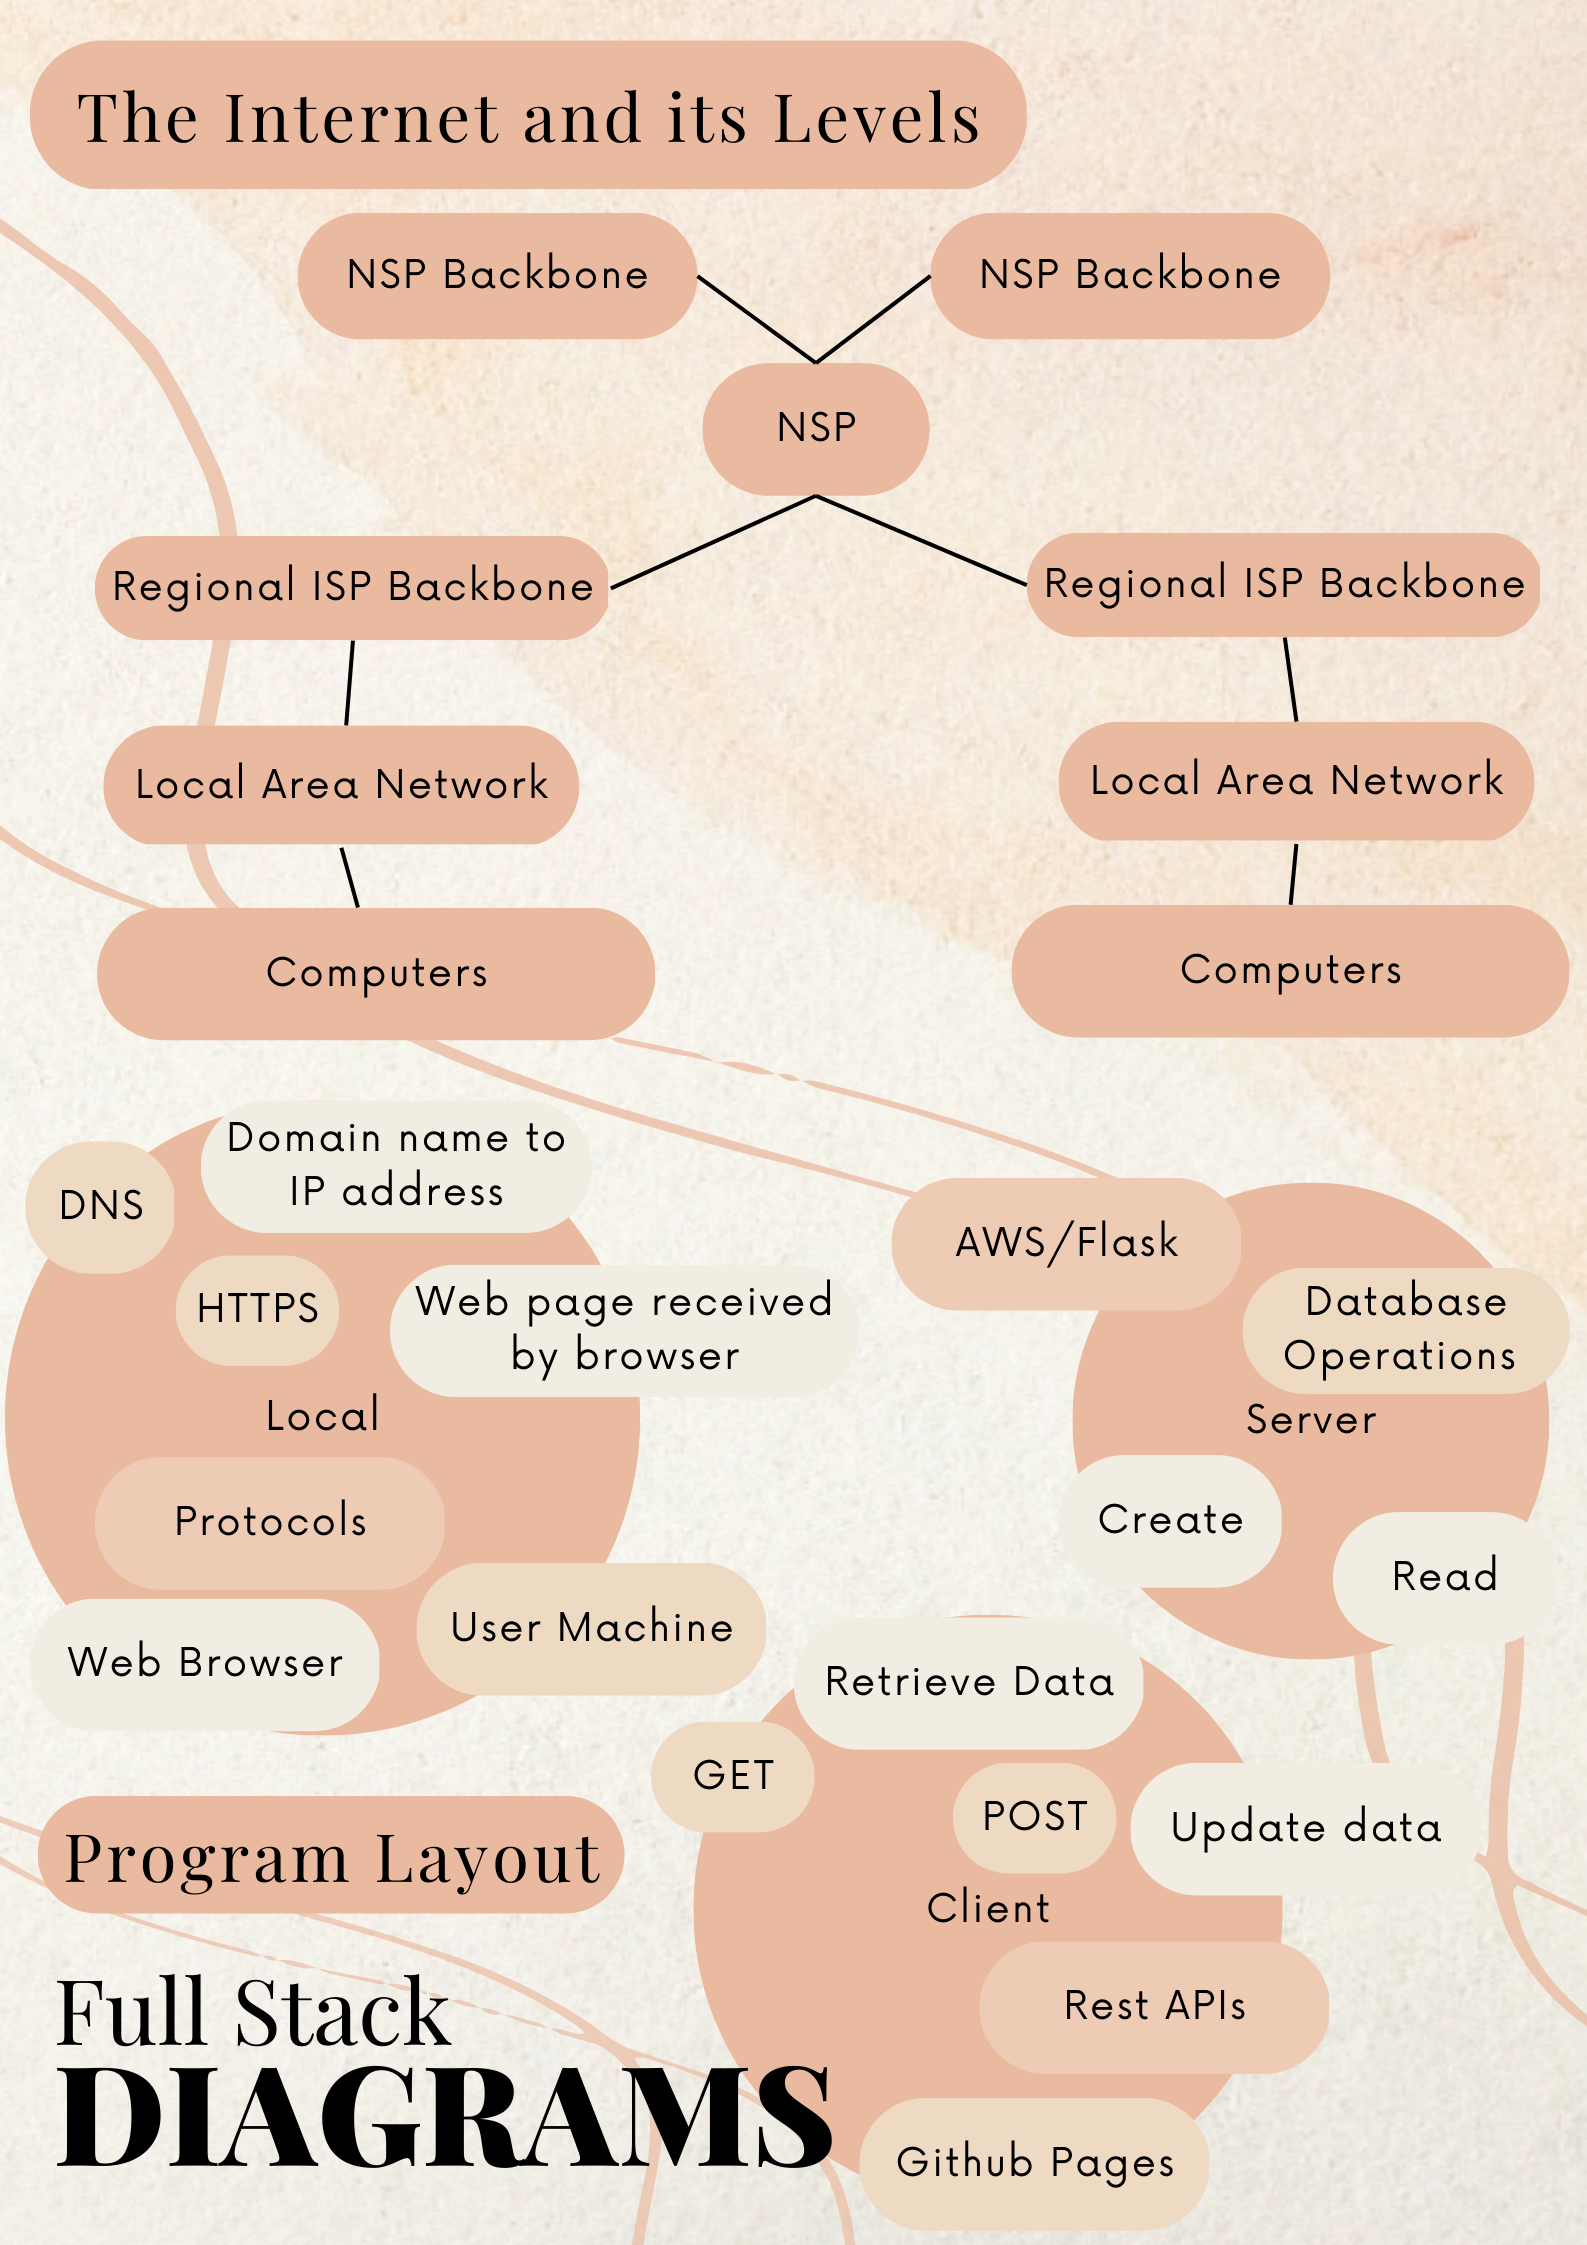 The Internet and its Levels
NSP Backbone
NSP Backbone
NSP
Regional ISP Backbone
Regional ISP Backbone
Local Area Network
Local Area Network
Computers
Computers
Domain name to
IP address
DNS
HTTPS
Web page received
by browser
Local
Protocols
User Machine
Web Browser
AWS/Flask
Database
Operations
Server
Create
Read
Retrieve Data
GET
POST
Update data
Client
Rest APIs
Github Pages
Program Layout
Full Stack
DIAGRAMS